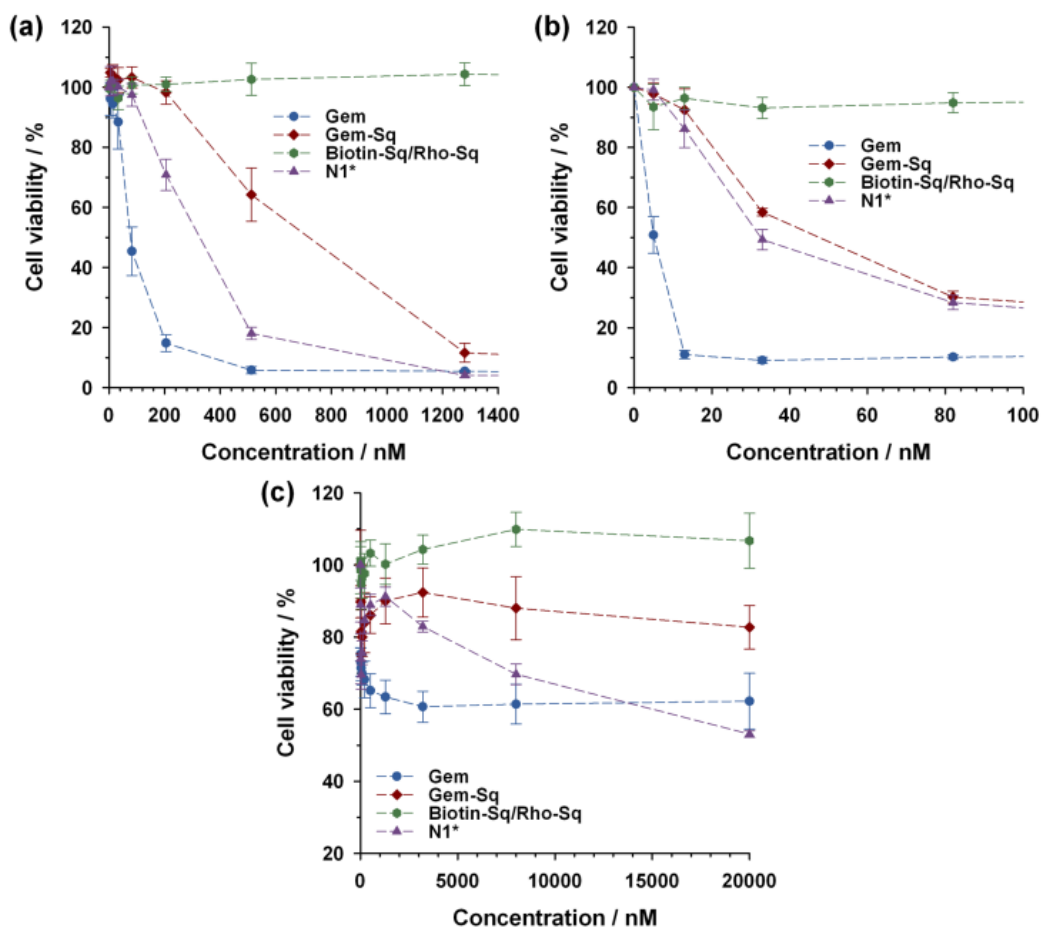 (a)
120
100
80
60
40
20
0
Cell viability / %
Gem
Gem-Sq
Biotin-Sq/Rho-Sq
N1*
0 200 400 600 800 1000 1200 1400
Concentration / nM
(b)
120
100
80
60
40
20
0
Cell viability / %
Gem
Gem-Sq
Biotin-Sq/Rho-Sq
N1*
0 20 40 60 80 100
Concentration / nM
(c)
120
100
80
60
40
20
Cell viability / %
Gem
Gem-Sq
Biotin-Sq/Rho-Sq
N1*
0 5000 10000 15000 20000
Concentration / nM